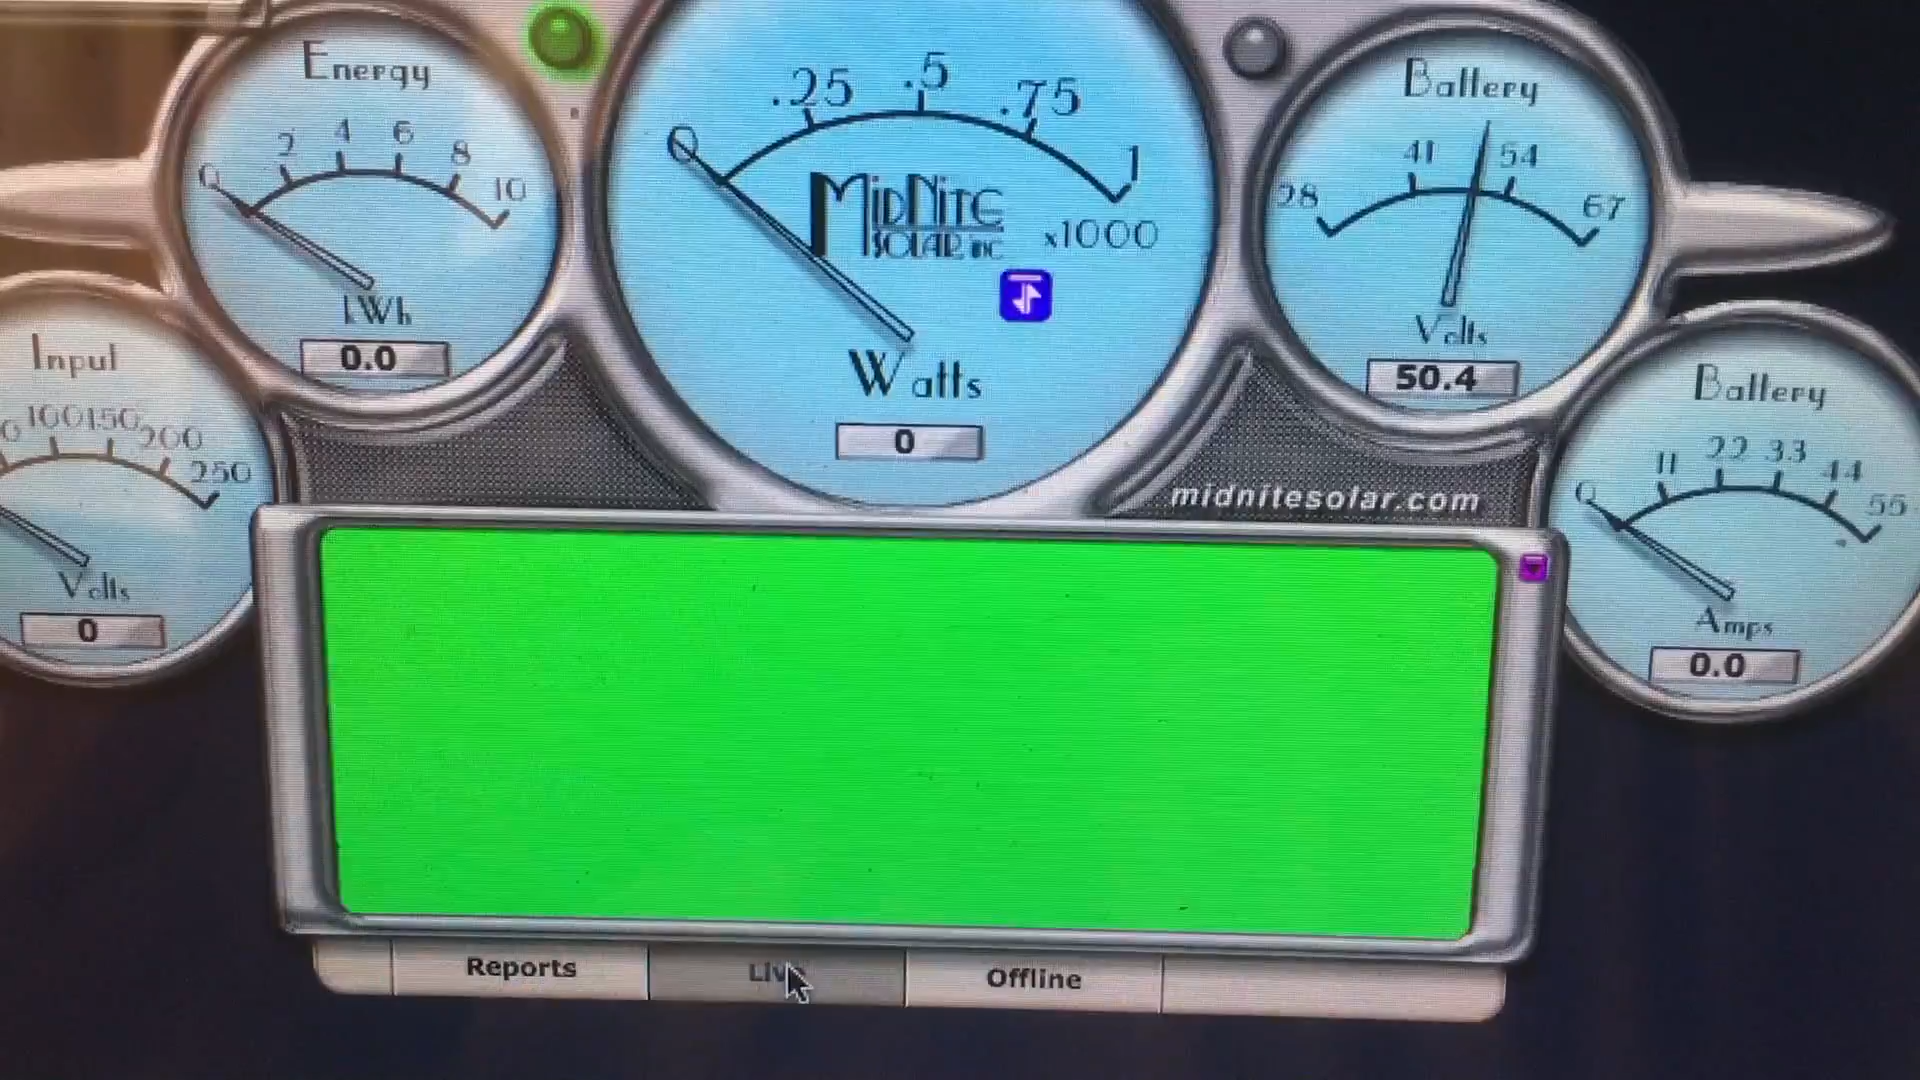 Energy
0 2 4 6 8 10
kWh
0.0
0 .25 .5 .75 1
x1000
MidNite
SOLAR INC
Watts
0
Battery
28 41 54 67
Volts
50.4
Input
0 100 150 200 250
Volts
0
midnitesolar.com
Battery
0 11 22 33 44 55
Amps
0.0
Reports
Live
Offline